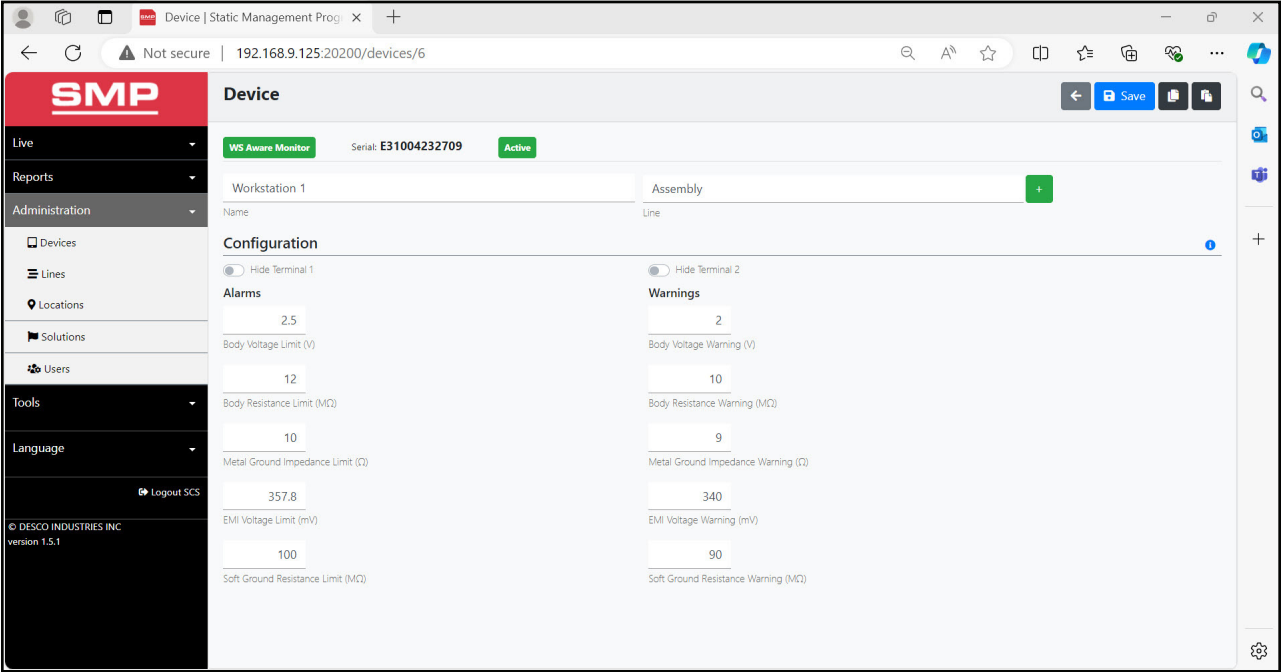 SMP Device | Static Management Prog
Not secure | 192.168.9.125:20200/devices/6
SMP
Device
Save
Live
Reports
Administration
Devices
Lines
Locations
Solutions
Users
Tools
Language
Logout SCS
© DESCO INDUSTRIES INC
version 1.5.1
WS Aware Monitor Serial: E31004232709 Active
Workstation 1 Assembly +
Name Line
Configuration
Hide Terminal 1 Hide Terminal 2
Alarms Warnings
2.5 2
Body Voltage Limit (V) Body Voltage Warning (V)
12 10
Body Resistance Limit (MΩ) Body Resistance Warning (MΩ)
10 9
Metal Ground Impedance Limit (Ω) Metal Ground Impedance Warning (Ω)
357.8 340
EMI Voltage Limit (mV) EMI Voltage Warning (mV)
100 90
Soft Ground Resistance Limit (MΩ) Soft Ground Resistance Warning (MΩ)